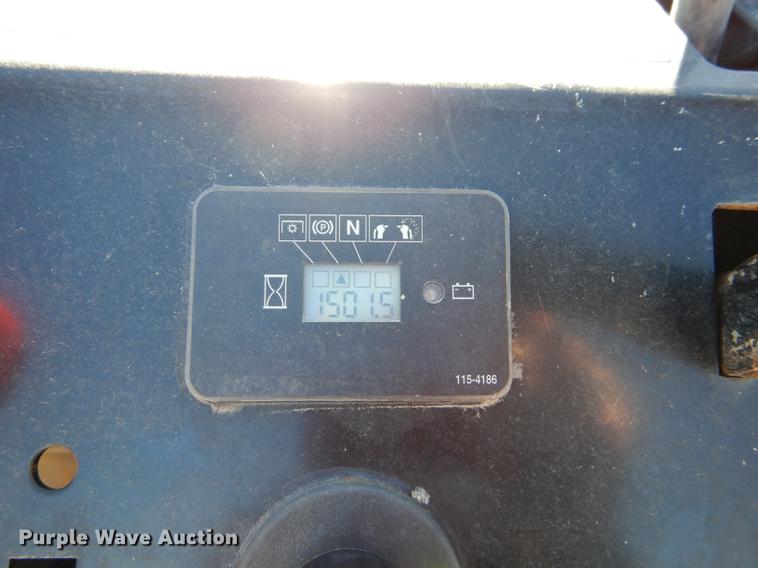 (P) N
1501.5
115-4186
Purple Wave Auction